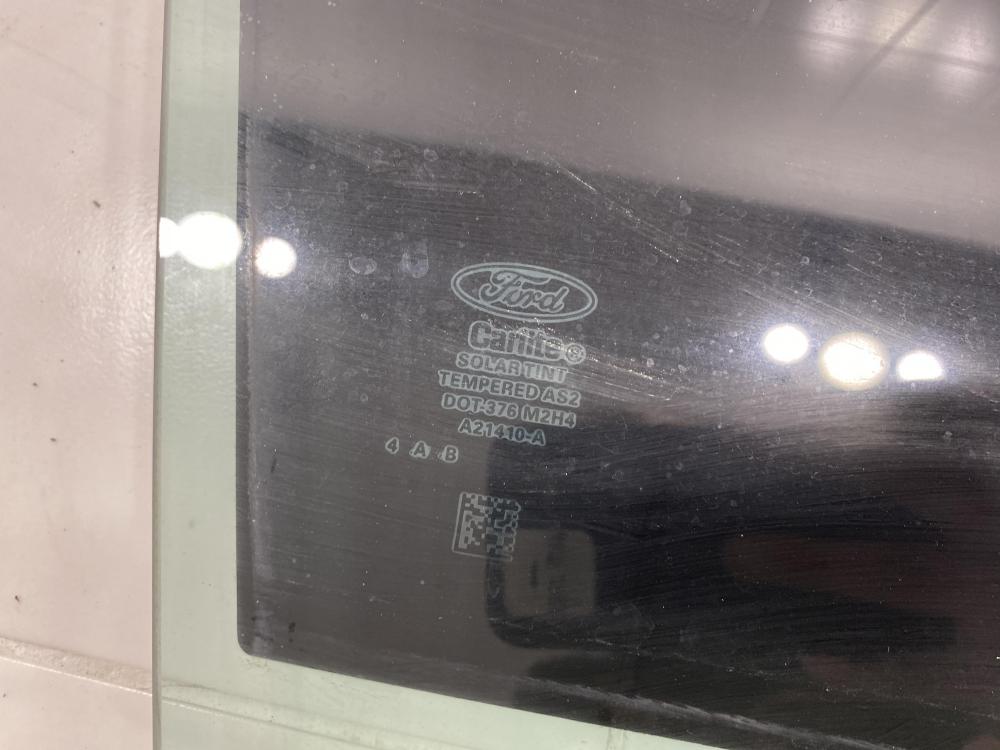 Ford
Carlite®
SOLAR TINT
TEMPERED AS2
DOT-376 M2H4
A21410-A
4 A B